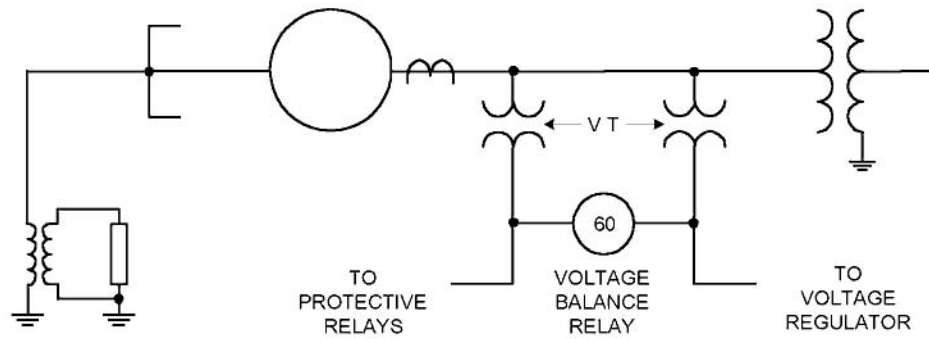 V T
60
TO
PROTECTIVE
RELAYS
VOLTAGE
BALANCE
RELAY
TO
VOLTAGE
REGULATOR